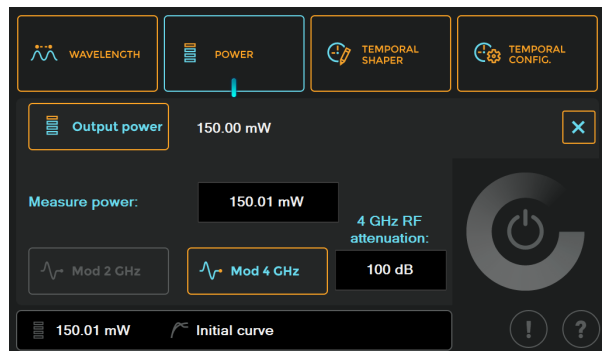 WAVELENGTH
POWER
TEMPORAL
SHAPER
TEMPORAL
CONFIG.
Output power
150.00 mW
Measure power:
150.01 mW
4 GHz RF
attenuation:
Mod 2 GHz
Mod 4 GHz
100 dB
150.01 mW
Initial curve
!
?